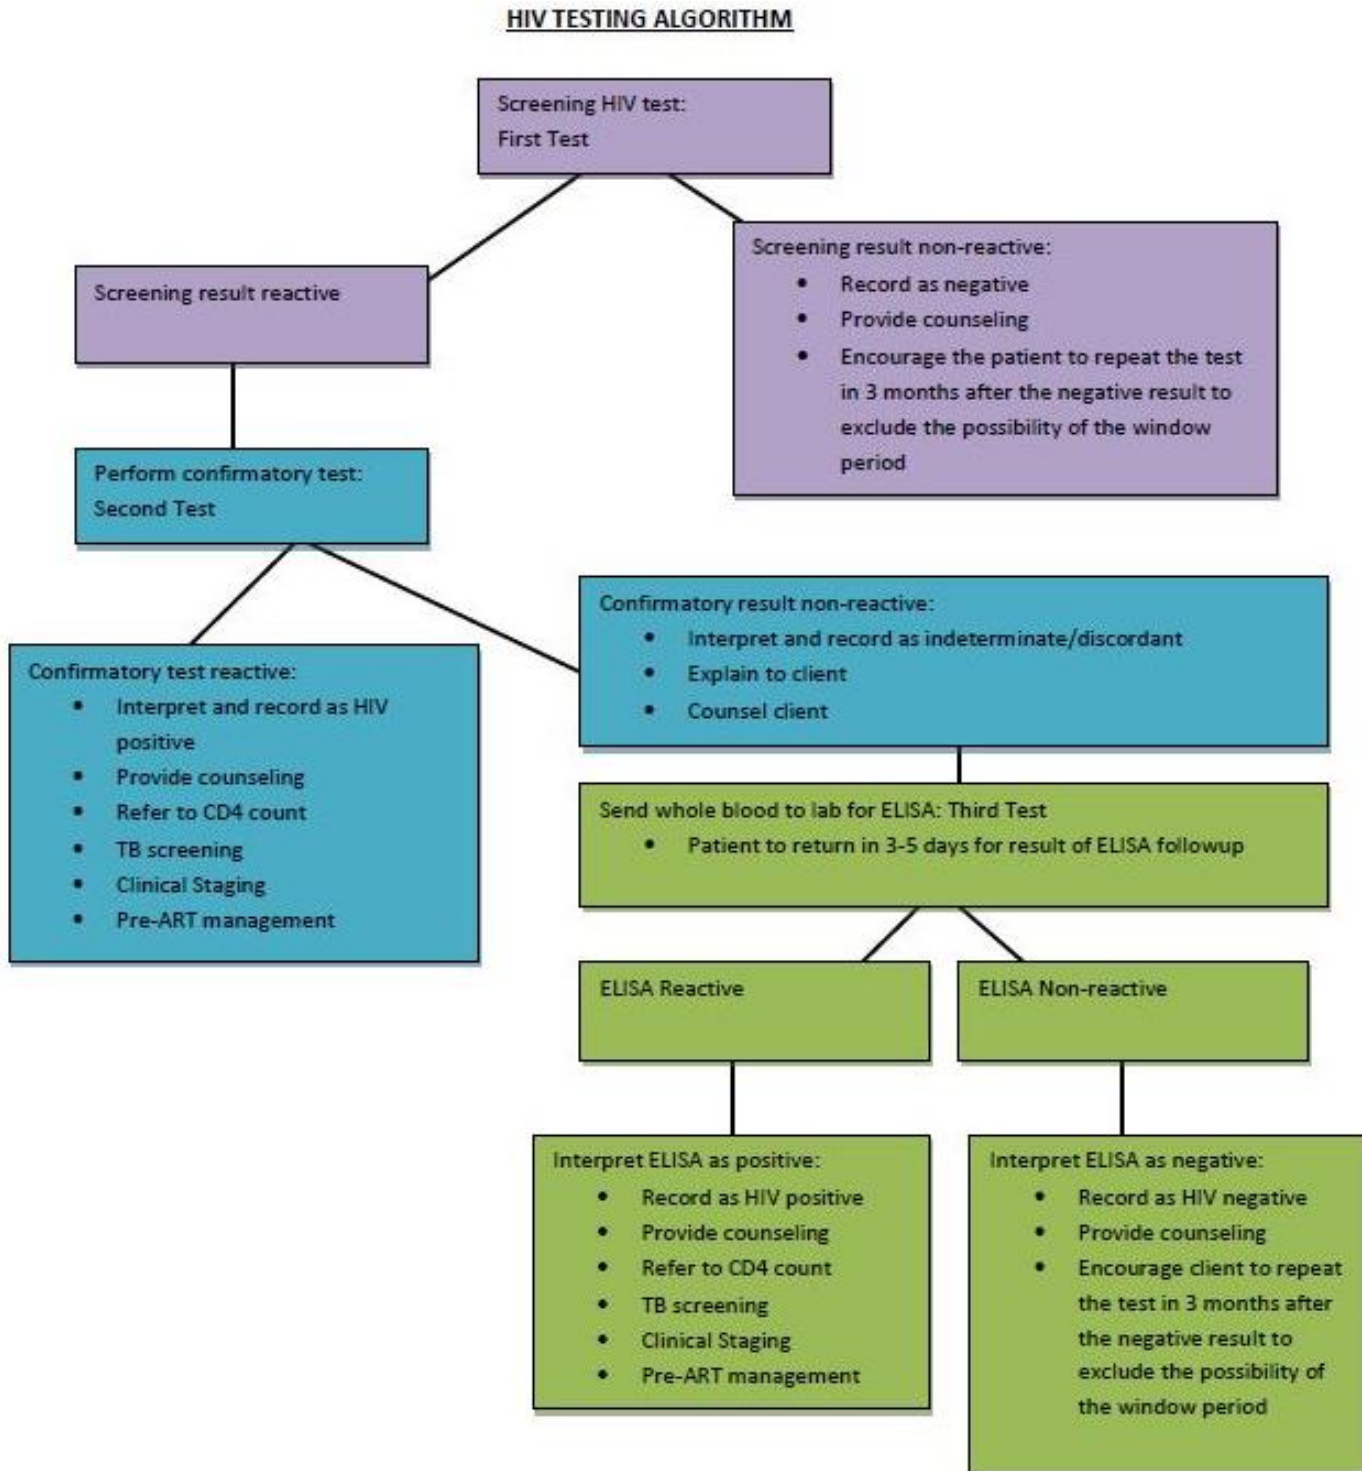 HIV TESTING ALGORITHM
Screening HIV test:
First Test
Screening result non-reactive:
• Record as negative
• Provide counseling
• Encourage the patient to repeat the test
in 3 months after the negative result to
exclude the possibility of the window
period
Screening result reactive
Perform confirmatory test:
Second Test
Confirmatory result non-reactive:
• Interpret and record as indeterminate/discordant
• Explain to client
• Counsel client
Confirmatory test reactive:
• Interpret and record as HIV
positive
• Provide counseling
• Refer to CD4 count
• TB screening
• Clinical Staging
• Pre-ART management
Send whole blood to lab for ELISA: Third Test
• Patient to return in 3-5 days for result of ELISA followup
ELISA Reactive
ELISA Non-reactive
Interpret ELISA as positive:
• Record as HIV positive
• Provide counseling
• Refer to CD4 count
• TB screening
• Clinical Staging
• Pre-ART management
Interpret ELISA as negative:
• Record as HIV negative
• Provide counseling
• Encourage client to repeat
the test in 3 months after
the negative result to
exclude the possibility of
the window period